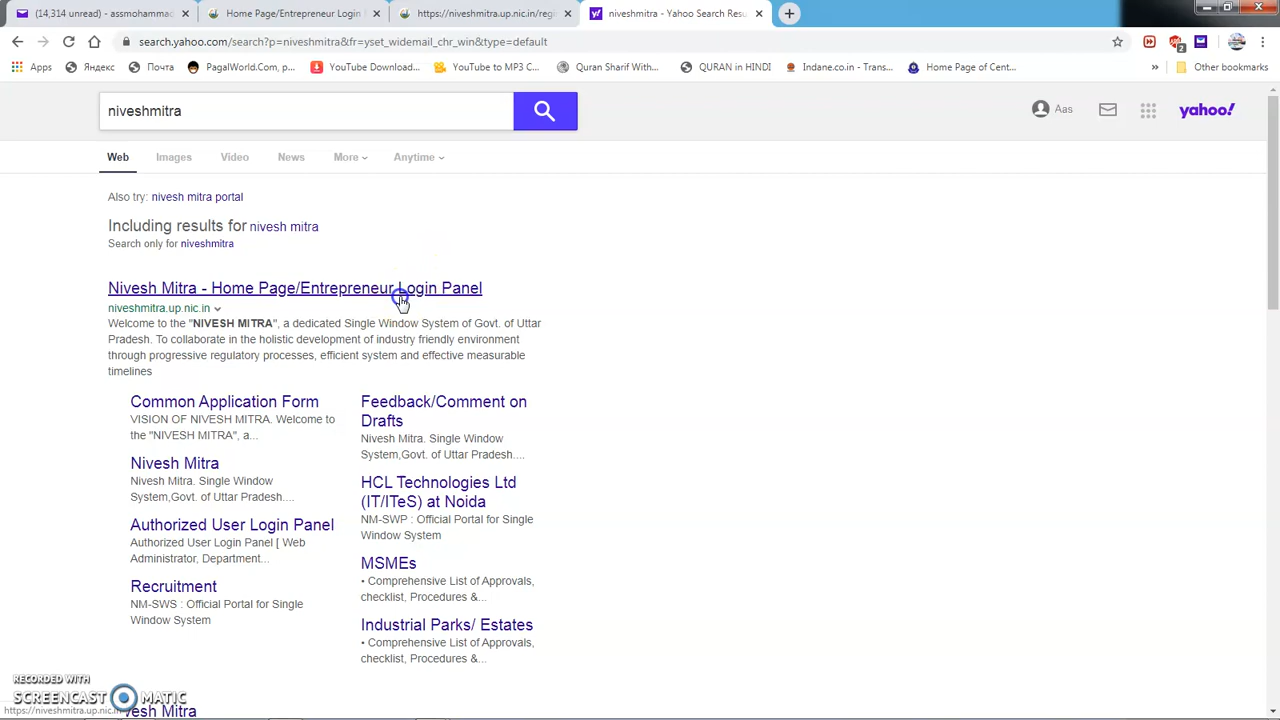 (14,314 unread) - assmohammad
Home Page/Entrepreneur Login
https://niveshmitra.up.nic.in/reg
niveshmitra - Yahoo Search Resu
search.yahoo.com/search?p=niveshmitra&fr=yset_widemail_chr_win&type=default
2
Apps
Яндекс
Почта
PagalWorld.Com, p...
YouTube Download...
YouTube to MP3 C...
Quran Sharif With...
QURAN in HINDI
Indane.co.in - Trans...
Home Page of Cent...
»
Other bookmarks
niveshmitra
Aas
yahoo!
Web
Images
Video
News
More
Anytime
Also try: nivesh mitra portal
Including results for nivesh mitra
Search only for niveshmitra
Nivesh Mitra - Home Page/Entrepreneur Login Panel
niveshmitra.up.nic.in
Welcome to the "NIVESH MITRA", a dedicated Single Window System of Govt. of Uttar
Pradesh. To collaborate in the holistic development of industry friendly environment
through progressive regulatory processes, efficient system and effective measurable
timelines
Common Application Form
VISION OF NIVESH MITRA. Welcome to
the "NIVESH MITRA", a...
Nivesh Mitra
Nivesh Mitra. Single Window
System,Govt. of Uttar Pradesh....
Authorized User Login Panel
Authorized User Login Panel [ Web
Administrator, Department...
Recruitment
NM-SWS : Official Portal for Single
Window System
Feedback/Comment on
Drafts
Nivesh Mitra. Single Window
System,Govt. of Uttar Pradesh....
HCL Technologies Ltd
(IT/ITeS) at Noida
NM-SWP : Official Portal for Single
Window System
MSMEs
• Comprehensive List of Approvals,
checklist, Procedures &...
Industrial Parks/ Estates
• Comprehensive List of Approvals,
checklist, Procedures &...
RECORDED WITH
SCREENCAST MATIC
https://niveshmitra.up.nic.in
vesh Mitra